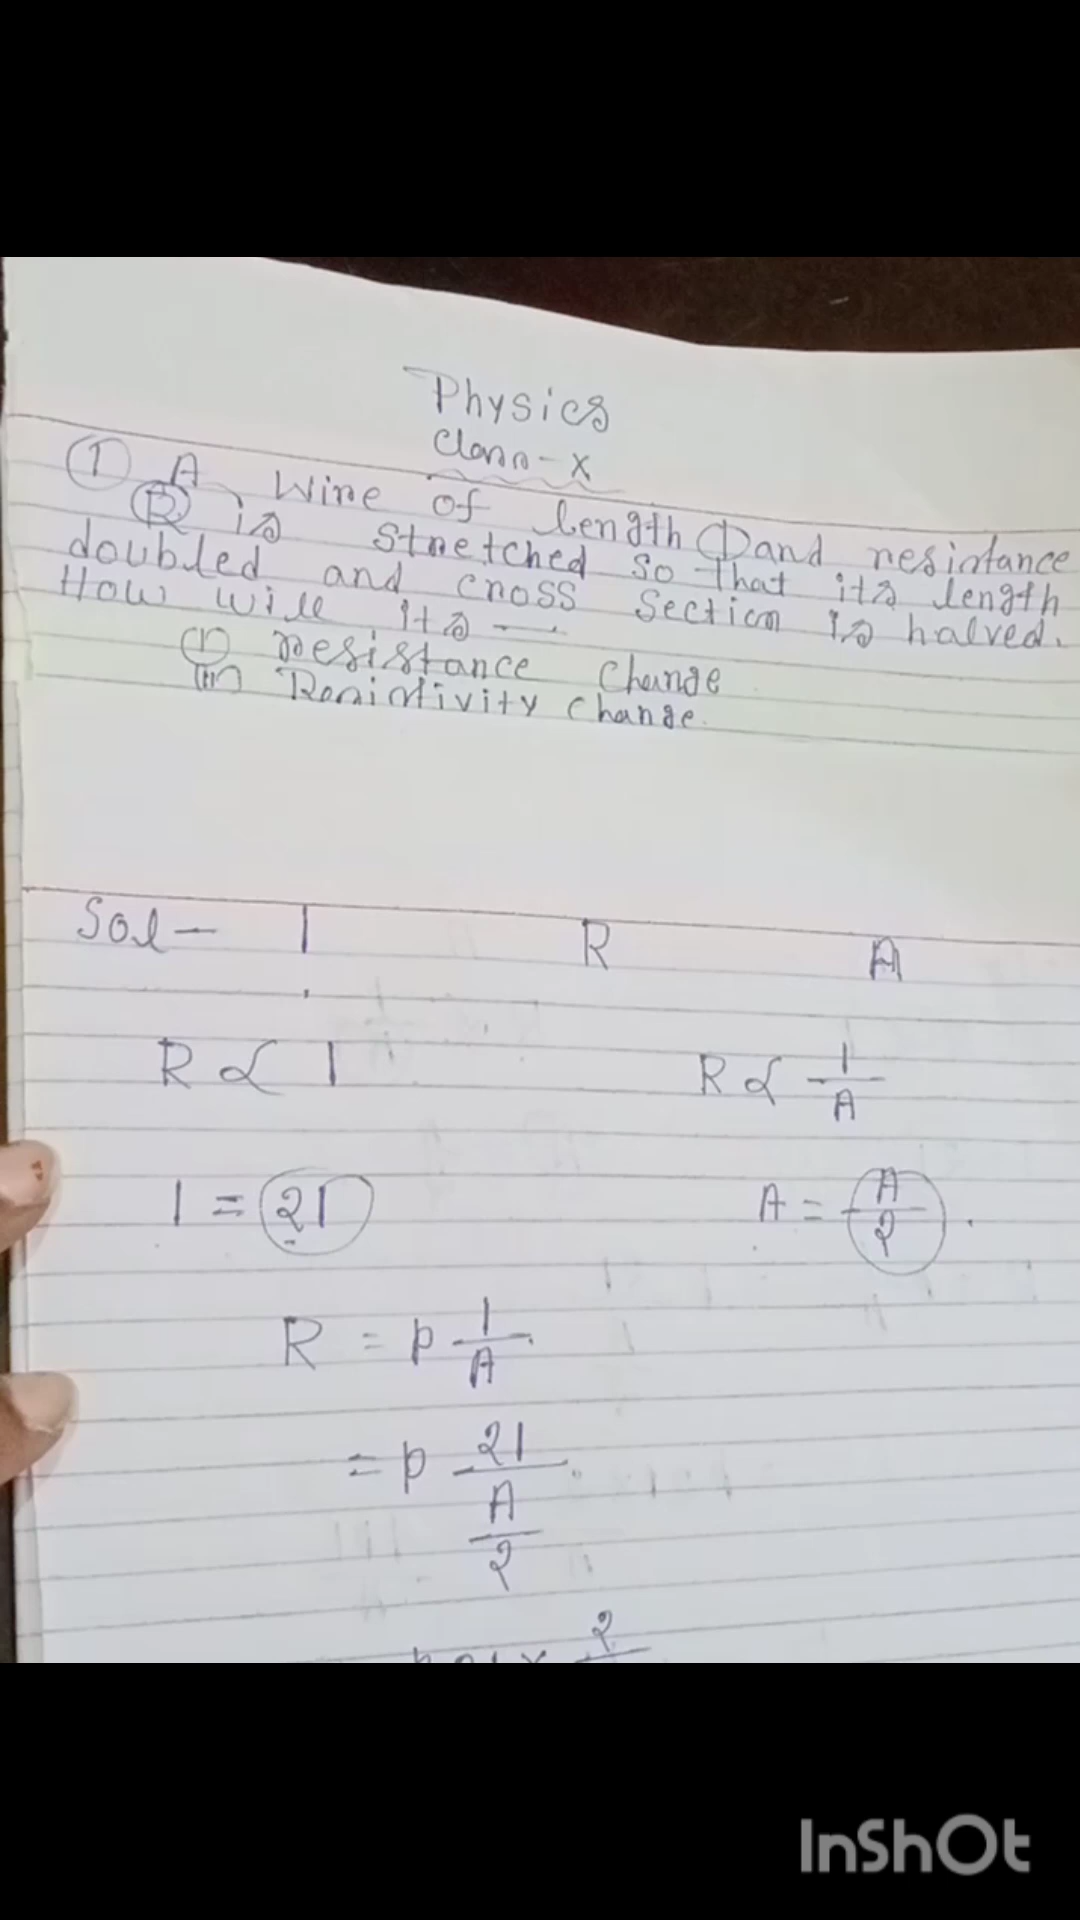 Physics
Class - X
① A wire of length ⓛ and resistance
Ⓡ is stretched so that its length
doubled and cross section is halved.
How will its —
(i) resistance change
(ii) Resistivity change.
Sol - l R A
R ∝ l R ∝ 1/A
l = 2l A = A/2 .
R = ρ l/A
= ρ 2l/(A/2)
2
InShOt